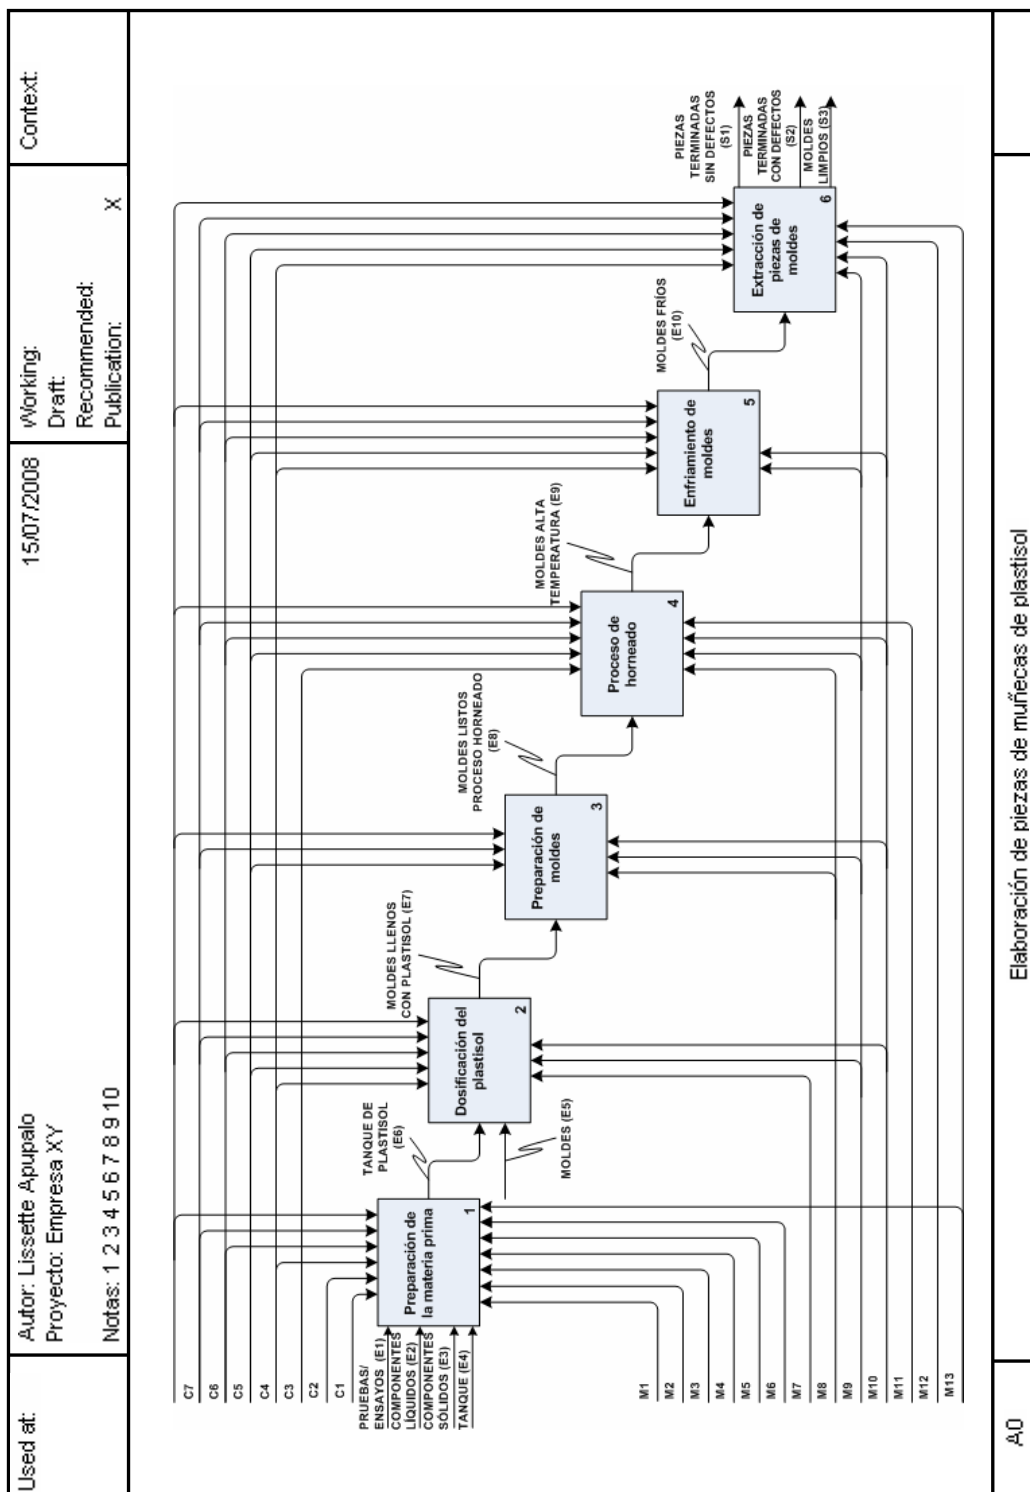 Used at:
Autor: Lissette Apupalo
Proyecto: Empresa XY
Notas: 1 2 3 4 5 6 7 8 9 10
15/07/2008
Working:
Draft:
Recommended:
Publication:
X
Context:
C7
C6
C5
C4
C3
C2
C1
PRUEBAS/
ENSAYOS (E1)
COMPONENTES
LÍQUIDOS (E2)
COMPONENTES
SÓLIDOS (E3)
TANQUE (E4)
Preparación de
la materia prima
1
TANQUE DE
PLASTISOL
(E6)
MOLDES (E5)
Dosificación del
plastisol
2
MOLDES LLENOS
CON PLASTISOL (E7)
Preparación de
moldes
3
MOLDES LISTOS
PROCESO HORNEADO
(E8)
Proceso de
horneado
4
MOLDES ALTA
TEMPERATURA (E9)
Enfriamiento de
moldes
5
MOLDES FRÍOS
(E10)
Extracción de
piezas de
moldes
6
PIEZAS
TERMINADAS
SIN DEFECTOS
(S1)
PIEZAS
TERMINADAS
CON DEFECTOS
(S2)
MOLDES
LIMPIOS (S3)
M1
M2
M3
M4
M5
M6
M7
M8
M9
M10
M11
M12
M13
A0
Elaboración de piezas de muñecas de plastisol